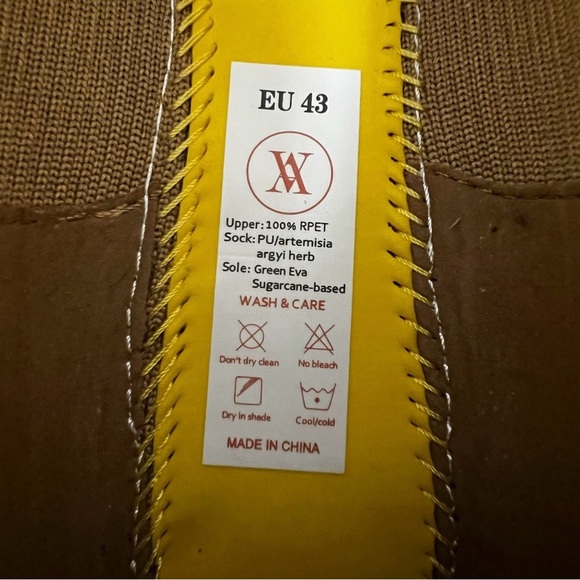 EU 43
VA
Upper:100% RPET
Sock:PU/artemisia
argyi herb
Sole: Green Eva
Sugarcane-based
WASH & CARE
Don't dry clean
No bleach
Dry in shade
Cool/cold
MADE IN CHINA